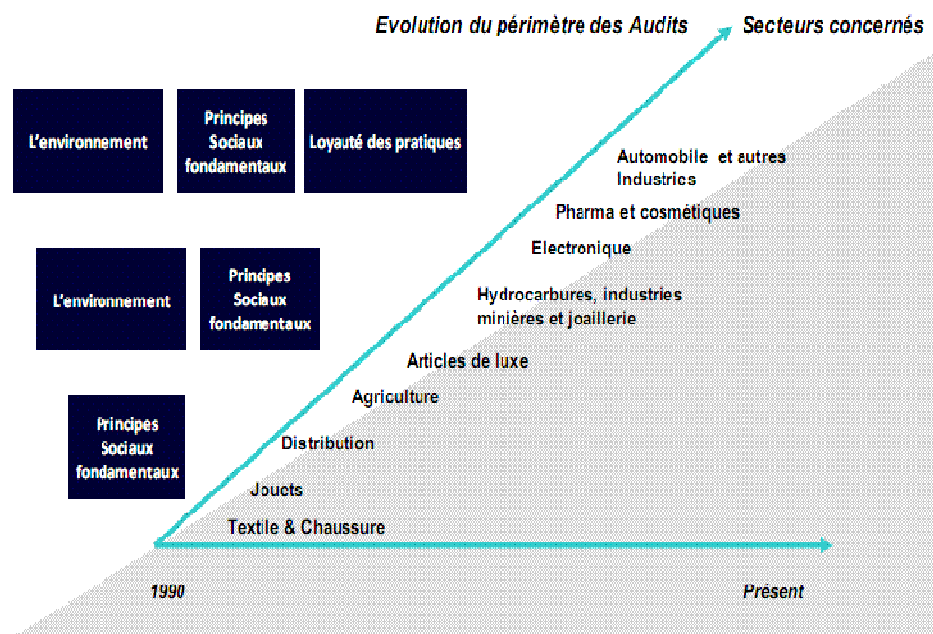 Evolution du périmètre des Audits
Secteurs concernés
L'environnement
Principes
Sociaux
fondamentaux
Loyauté des pratiques
Automobile et autres
Industries
Pharma et cosmétiques
Electronique
L'environnement
Principes
Sociaux
fondamentaux
Hydrocarbures, industries
minières et joaillerie
Articles de luxe
Agriculture
Principes
Sociaux
fondamentaux
Distribution
Jouets
Textile & Chaussure
1990
Présent